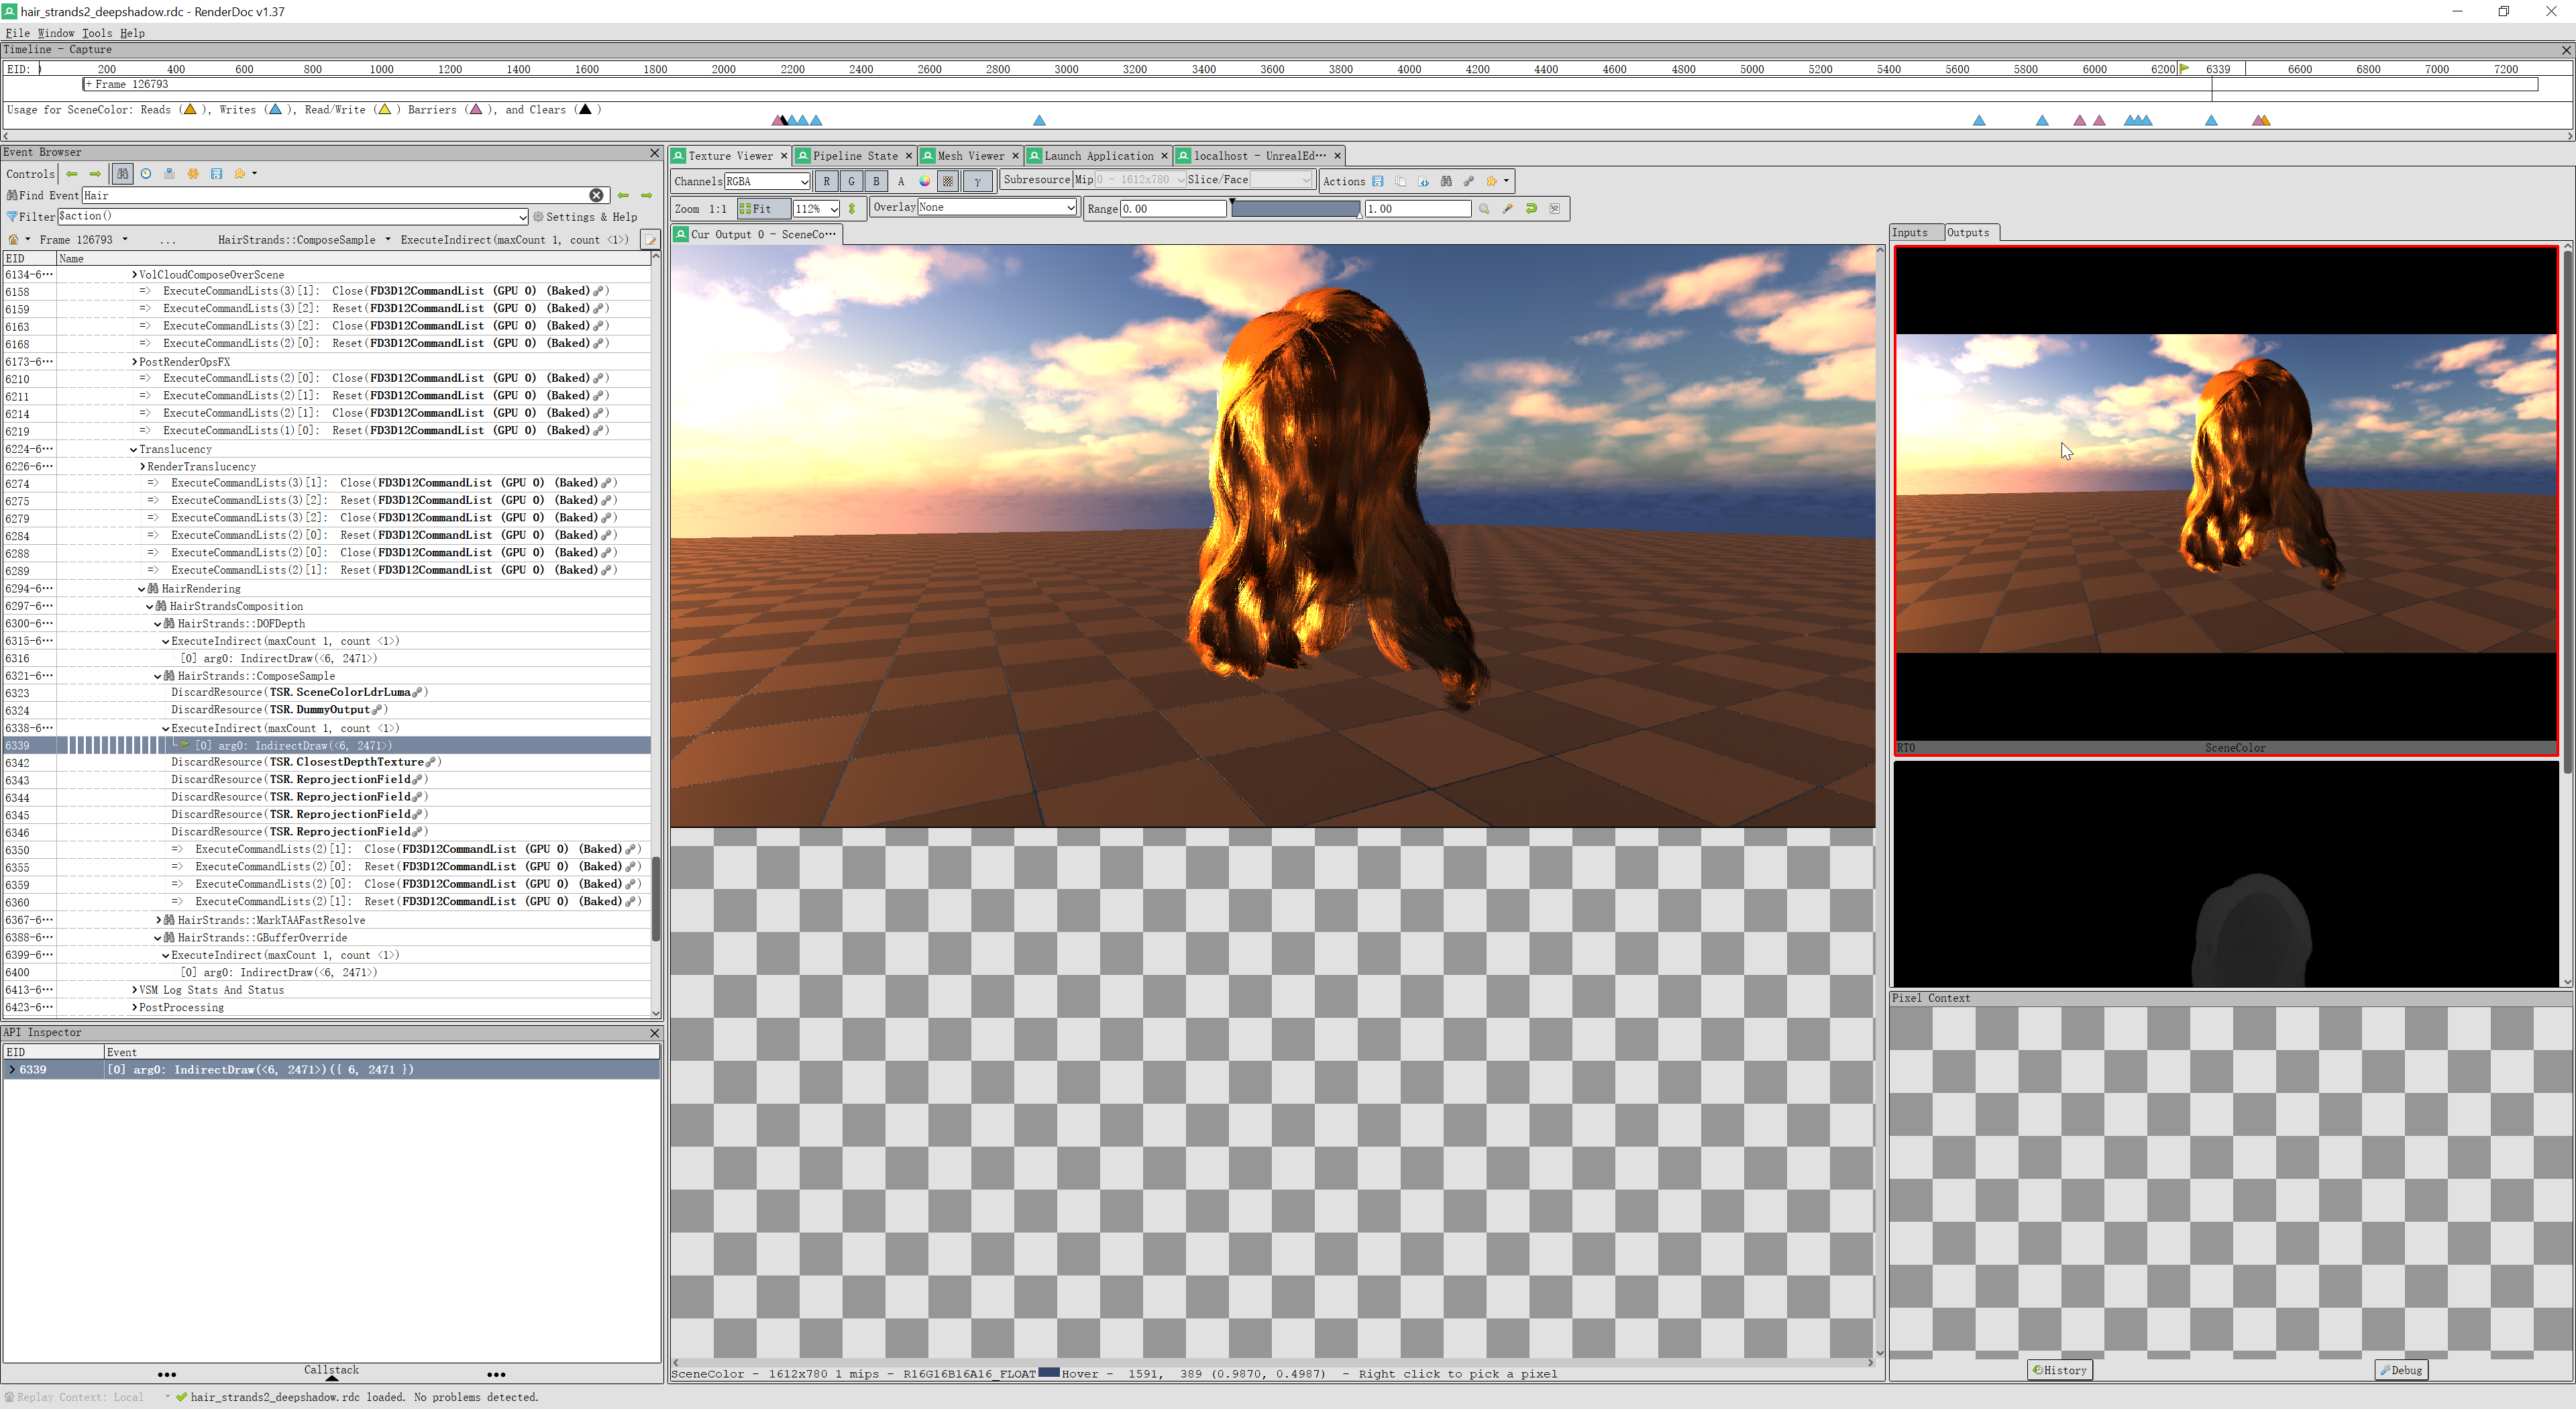 hair_strands2_deepshadow.rdc - RenderDoc v1.37
File Window Tools Help
Timeline - Capture
EID: 200 400 600 800 1000 1200 1400 1600 1800 2000 2200 2400 2600 2800 3000 3200 3400 3600 3800 4000 4200 4400 4600 4800 5000 5200 5400 5600 5800 6000 6200 6339 6600 6800 7000 7200
+ Frame 126793
Usage for SceneColor: Reads ( ), Writes ( ), Read/Write ( ) Barriers ( ), and Clears ( )
Event Browser
Controls
Find Event Hair
Filter $action() Settings & Help
Frame 126793 ... HairStrands::ComposeSample ExecuteIndirect(maxCount 1, count <1>)
EID Name
6134-6··· VolCloudComposeOverScene
6158 => ExecuteCommandLists(3)[1]: Close(FD3D12CommandList (GPU 0) (Baked))
6159 => ExecuteCommandLists(3)[2]: Reset(FD3D12CommandList (GPU 0) (Baked))
6163 => ExecuteCommandLists(3)[2]: Close(FD3D12CommandList (GPU 0) (Baked))
6168 => ExecuteCommandLists(2)[0]: Reset(FD3D12CommandList (GPU 0) (Baked))
6173-6··· PostRenderOpsFX
6210 => ExecuteCommandLists(2)[0]: Close(FD3D12CommandList (GPU 0) (Baked))
6211 => ExecuteCommandLists(2)[1]: Reset(FD3D12CommandList (GPU 0) (Baked))
6214 => ExecuteCommandLists(2)[1]: Close(FD3D12CommandList (GPU 0) (Baked))
6219 => ExecuteCommandLists(1)[0]: Reset(FD3D12CommandList (GPU 0) (Baked))
6224-6··· Translucency
6226-6··· RenderTranslucency
6274 => ExecuteCommandLists(3)[1]: Close(FD3D12CommandList (GPU 0) (Baked))
6275 => ExecuteCommandLists(3)[2]: Reset(FD3D12CommandList (GPU 0) (Baked))
6279 => ExecuteCommandLists(3)[2]: Close(FD3D12CommandList (GPU 0) (Baked))
6284 => ExecuteCommandLists(2)[0]: Reset(FD3D12CommandList (GPU 0) (Baked))
6288 => ExecuteCommandLists(2)[0]: Close(FD3D12CommandList (GPU 0) (Baked))
6289 => ExecuteCommandLists(2)[1]: Reset(FD3D12CommandList (GPU 0) (Baked))
6294-6··· HairRendering
6297-6··· HairStrandsComposition
6300-6··· HairStrands::DOFDepth
6315-6··· ExecuteIndirect(maxCount 1, count <1>)
6316 [0] arg0: IndirectDraw(<6, 2471>)
6321-6··· HairStrands::ComposeSample
6323 DiscardResource(TSR.SceneColorLdrLuma)
6324 DiscardResource(TSR.DummyOutput)
6338-6··· ExecuteIndirect(maxCount 1, count <1>)
6339 [0] arg0: IndirectDraw(<6, 2471>)
6342 DiscardResource(TSR.ClosestDepthTexture)
6343 DiscardResource(TSR.ReprojectionField)
6344 DiscardResource(TSR.ReprojectionField)
6345 DiscardResource(TSR.ReprojectionField)
6346 DiscardResource(TSR.ReprojectionField)
6350 => ExecuteCommandLists(2)[1]: Close(FD3D12CommandList (GPU 0) (Baked))
6355 => ExecuteCommandLists(2)[0]: Reset(FD3D12CommandList (GPU 0) (Baked))
6359 => ExecuteCommandLists(2)[0]: Close(FD3D12CommandList (GPU 0) (Baked))
6360 => ExecuteCommandLists(2)[1]: Reset(FD3D12CommandList (GPU 0) (Baked))
6367-6··· HairStrands::MarkTAAFastResolve
6388-6··· HairStrands::GBufferOverride
6399-6··· ExecuteIndirect(maxCount 1, count <1>)
6400 [0] arg0: IndirectDraw(<6, 2471>)
6413-6··· VSM Log Stats And Status
6423-6··· PostProcessing
API Inspector
EID Event
6339 [0] arg0: IndirectDraw(<6, 2471>)({ 6, 2471 })
Callstack
Replay Context: Local hair_strands2_deepshadow.rdc loaded. No problems detected.
Texture Viewer Pipeline State Mesh Viewer Launch Application localhost - UnrealEd···
Channels RGBA R G B A γ Subresource Mip 0 - 1612x780 Slice/Face Actions
Zoom 1:1 Fit 112% Overlay None Range 0.00 1.00
Cur Output 0 - SceneCo···
SceneColor - 1612x780 1 mips - R16G16B16A16_FLOAT Hover - 1591, 389 (0.9870, 0.4987) - Right click to pick a pixel
Inputs Outputs
RT0 SceneColor
Pixel Context
History Debug